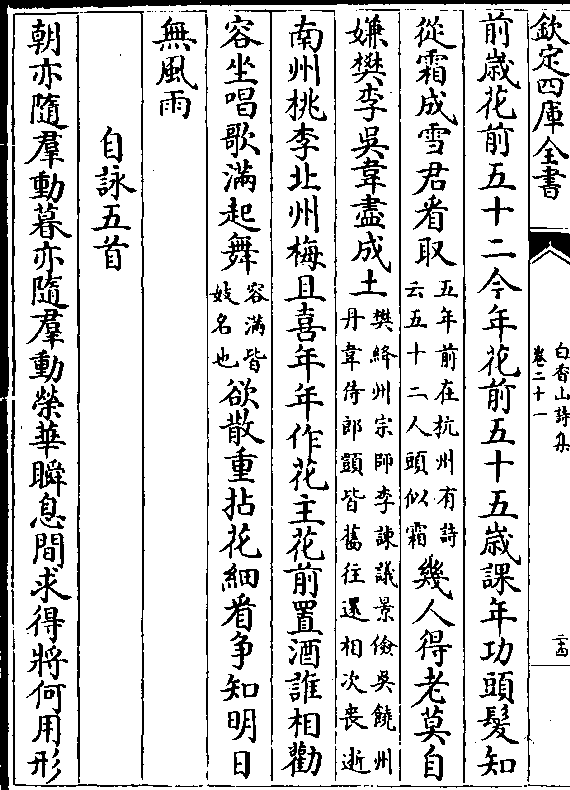 欽定四庫全書
白香山詩集
卷二十一
前歲花前五十二今年花前五十五歲課年功頭髮知
從霜成雪君看取五年前在杭州有詩云五十二人頭似霜幾人得老莫自
嫌樊李吳韋盡成土樊絳州宗師李諫議景儉吳饒州丹韋侍郎顗皆舊往還相次喪逝
南州桃李北州梅且喜年年作花主花前置酒誰相勸
容坐唱歌滿起舞容滿皆妓名也欲散重拈花細看争知明日
無風雨
自詠五首
朝亦隨羣動暮亦隨羣動榮華瞬息間求得將何用形